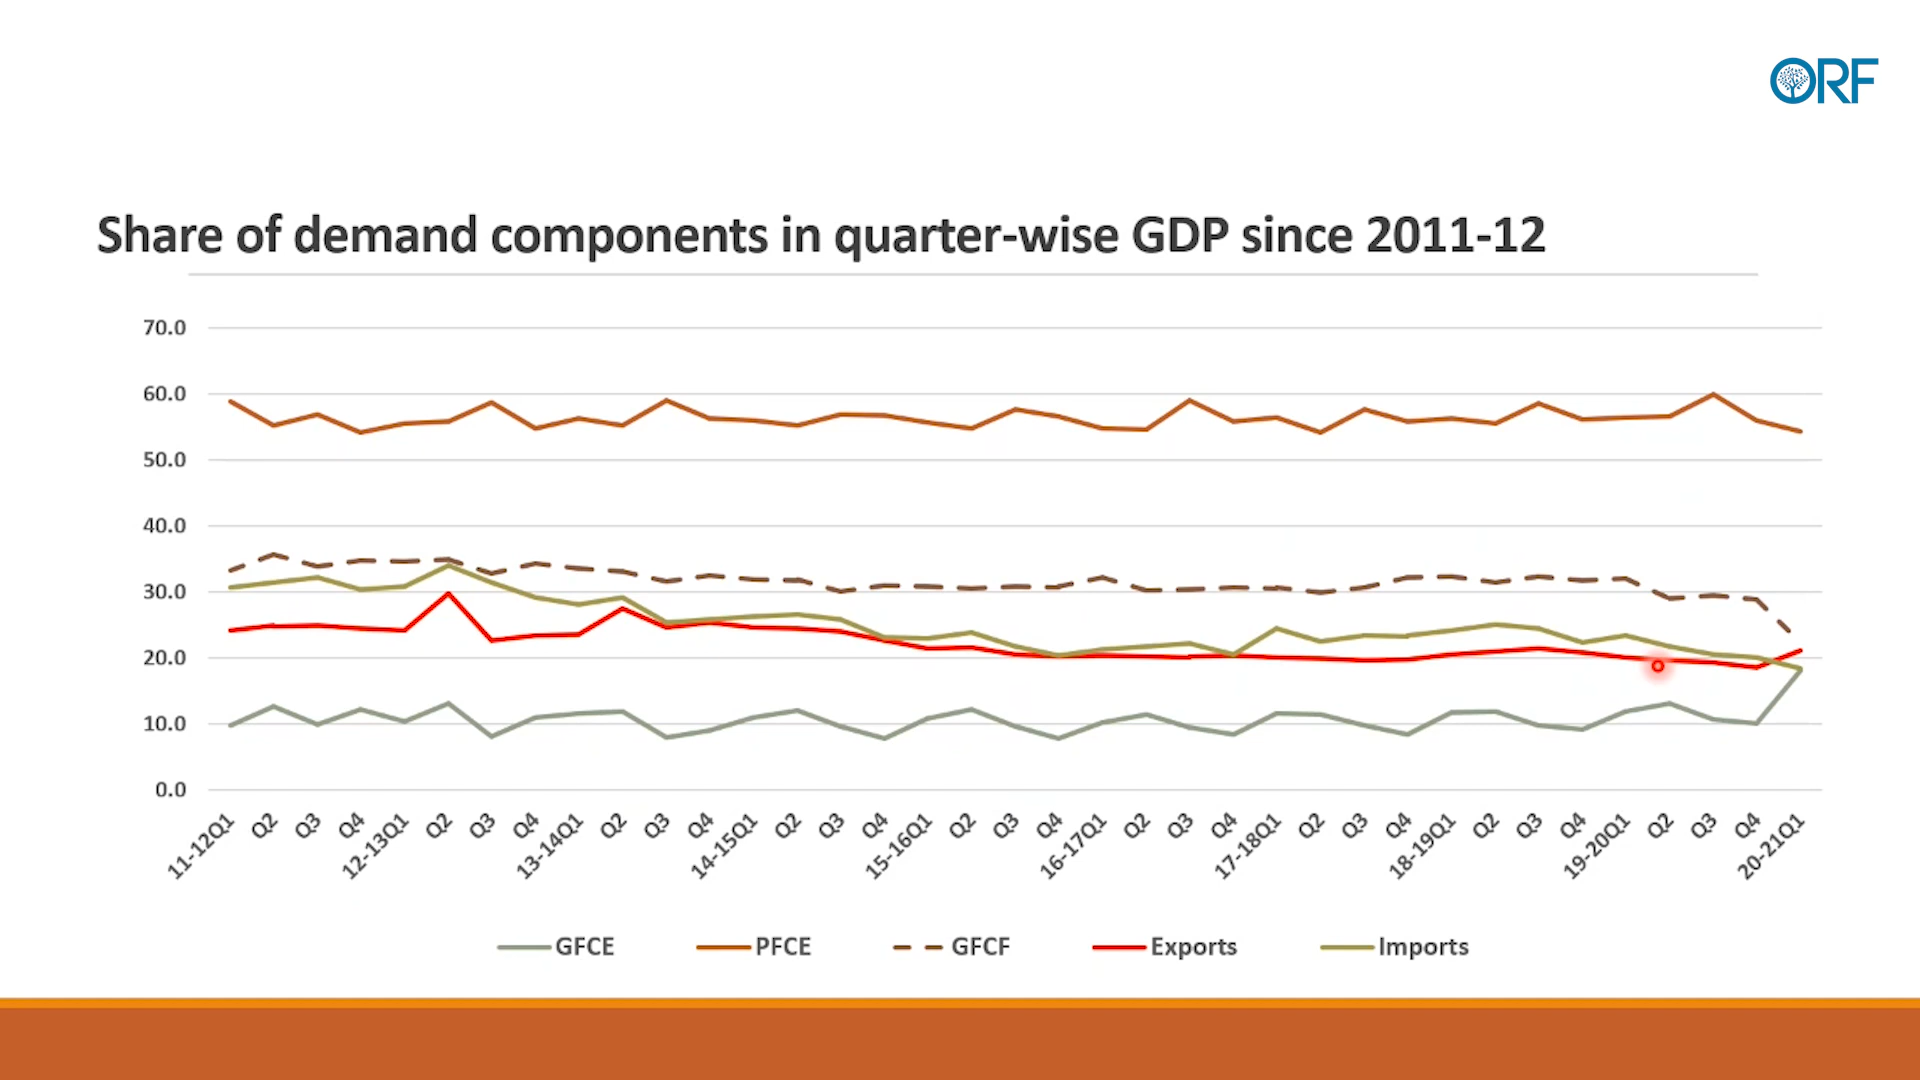 ORF
Share of demand components in quarter-wise GDP since 2011-12
70.0
60.0
50.0
40.0
30.0
20.0
10.0
0.0
11-12Q1 Q2 Q3 Q4 12-13Q1 Q2 Q3 Q4 13-14Q1 Q2 Q3 Q4 14-15Q1 Q2 Q3 Q4 15-16Q1 Q2 Q3 Q4 16-17Q1 Q2 Q3 Q4 17-18Q1 Q2 Q3 Q4 18-19Q1 Q2 Q3 Q4 19-20Q1 Q2 Q3 Q4 20-21Q1
GFCE PFCE GFCF Exports Imports